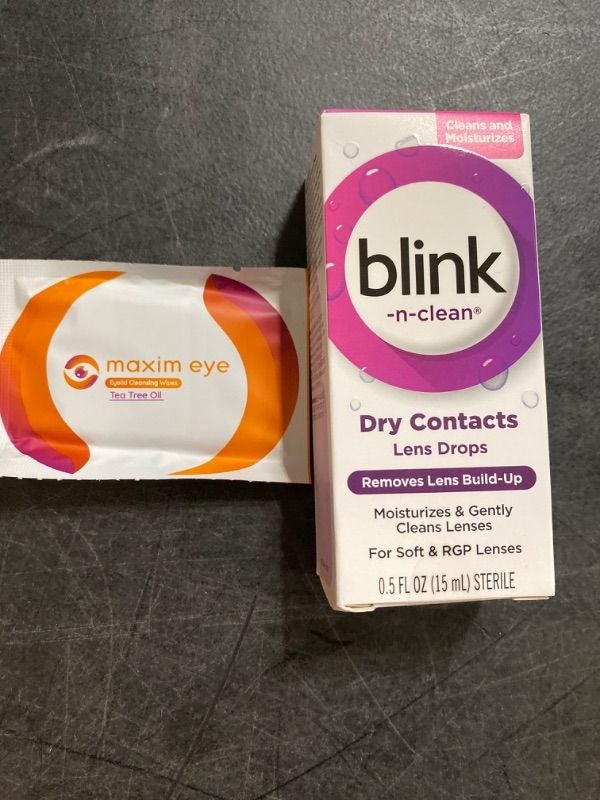 maxim eye
Eyelid Cleansing Wipes
Tea Tree Oil
Cleans and
Moisturizes
blink
-n-clean®
Dry Contacts
Lens Drops
Removes Lens Build-Up
Moisturizes & Gently
Cleans Lenses
For Soft & RGP Lenses
0.5 FL OZ (15 mL) STERILE